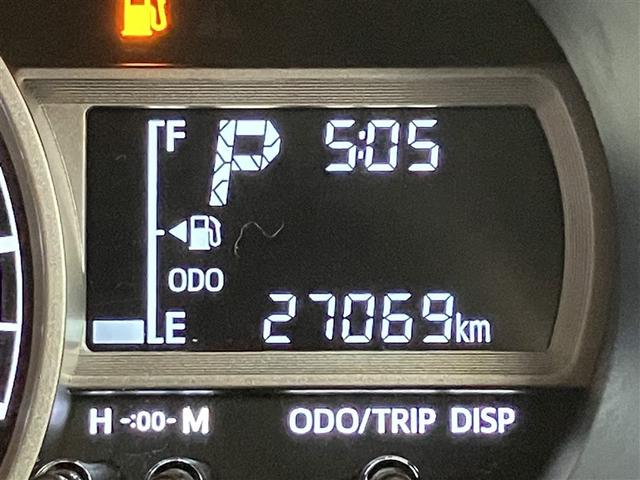 F P 5:05
ODO
E 27069km
H -:00- M ODO/TRIP DISP